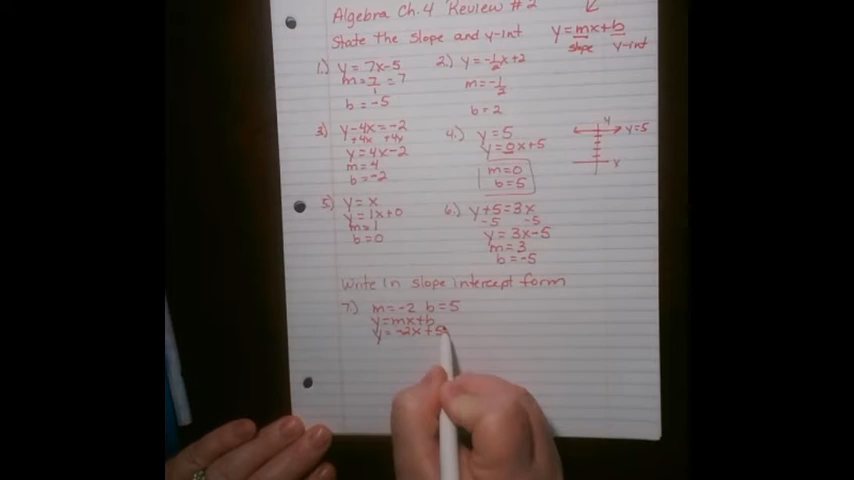 Algebra Ch. 4 Review #2
State the slope and y-int
y=mx+b
slope y-int
1.) y = 7x-5
m = 7/1 = 7
b = -5
2.) y = -1/2x+2
m = -1/2
b = 2
3.) y-4x = -2
+4x +4x
y = 4x-2
m = 4
b = -2
4.) y = 5
y = 0x+5
m=0
b=5
y
y=5
x
5.) y = x
y = 1x+0
m = 1
b = 0
6.) y+5 = 3x
-5 -5
y = 3x-5
m = 3
b = -5
Write in slope intercept form
7.) m = -2 b = 5
y=mx+b
y = -2x+5